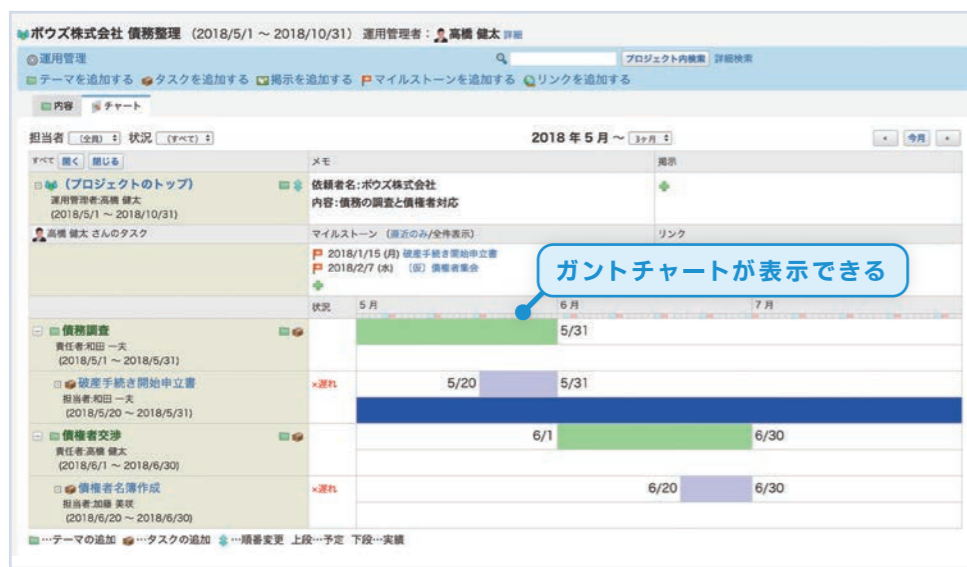 ボウズ株式会社 債務整理 (2018/5/1 ~ 2018/10/31) 運用管理者：高橋 健太 詳細
運用管理 プロジェクト内検索 詳細検索
テーマを追加する タスクを追加する 掲示を追加する マイルストーンを追加する リンクを追加する
内容 チャート
担当者 (全員) 状況 (すべて) 2018 年 5 月 ~ 3ヶ月 今月
すべて 開く 閉じる メモ 掲示
(プロジェクトのトップ) 依頼者名:ボウズ株式会社
運用管理者:高橋 健太 内容:債務の調査と債権者対応
(2018/5/1 ~ 2018/10/31)
高橋 健太 さんのタスク マイルストーン (直近のみ/全件表示) リンク
2018/1/15 (月) 破産手続き開始申立書
2018/2/7 (水) (仮) 債権者集会
ガントチャートが表示できる
状況 5 月 6 月 7 月
債務調査 5/31
責任者:和田 一夫
(2018/5/1 ~ 2018/5/31)
破産手続き開始申立書 ×遅れ 5/20 5/31
担当者:和田 一夫
(2018/5/20 ~ 2018/5/31)
債権者交渉 6/1 6/30
責任者:高橋 健太
(2018/6/1 ~ 2018/6/30)
債権者名簿作成 ×遅れ 6/20 6/30
担当者:加藤 美咲
(2018/6/20 ~ 2018/6/30)
…テーマの追加 …タスクの追加 …順番変更 上段…予定 下段…実績